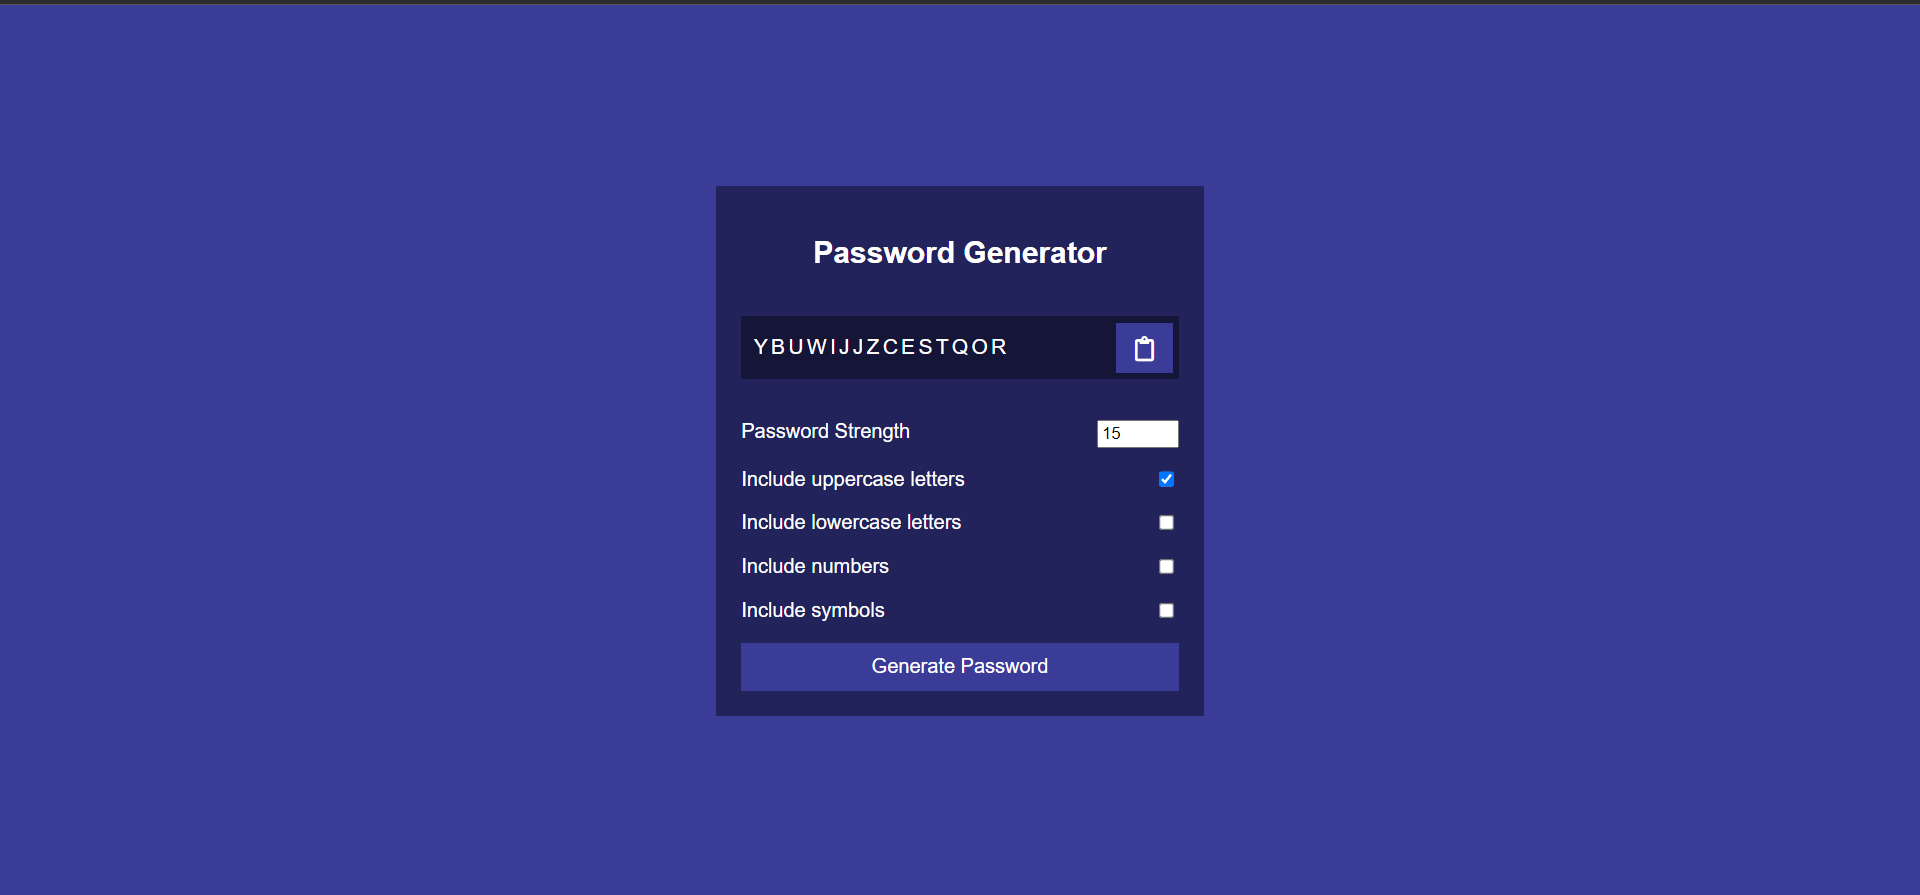 Password Generator
YBUWIJJZCESTQOR
Password Strength 15
Include uppercase letters
Include lowercase letters
Include numbers
Include symbols
Generate Password